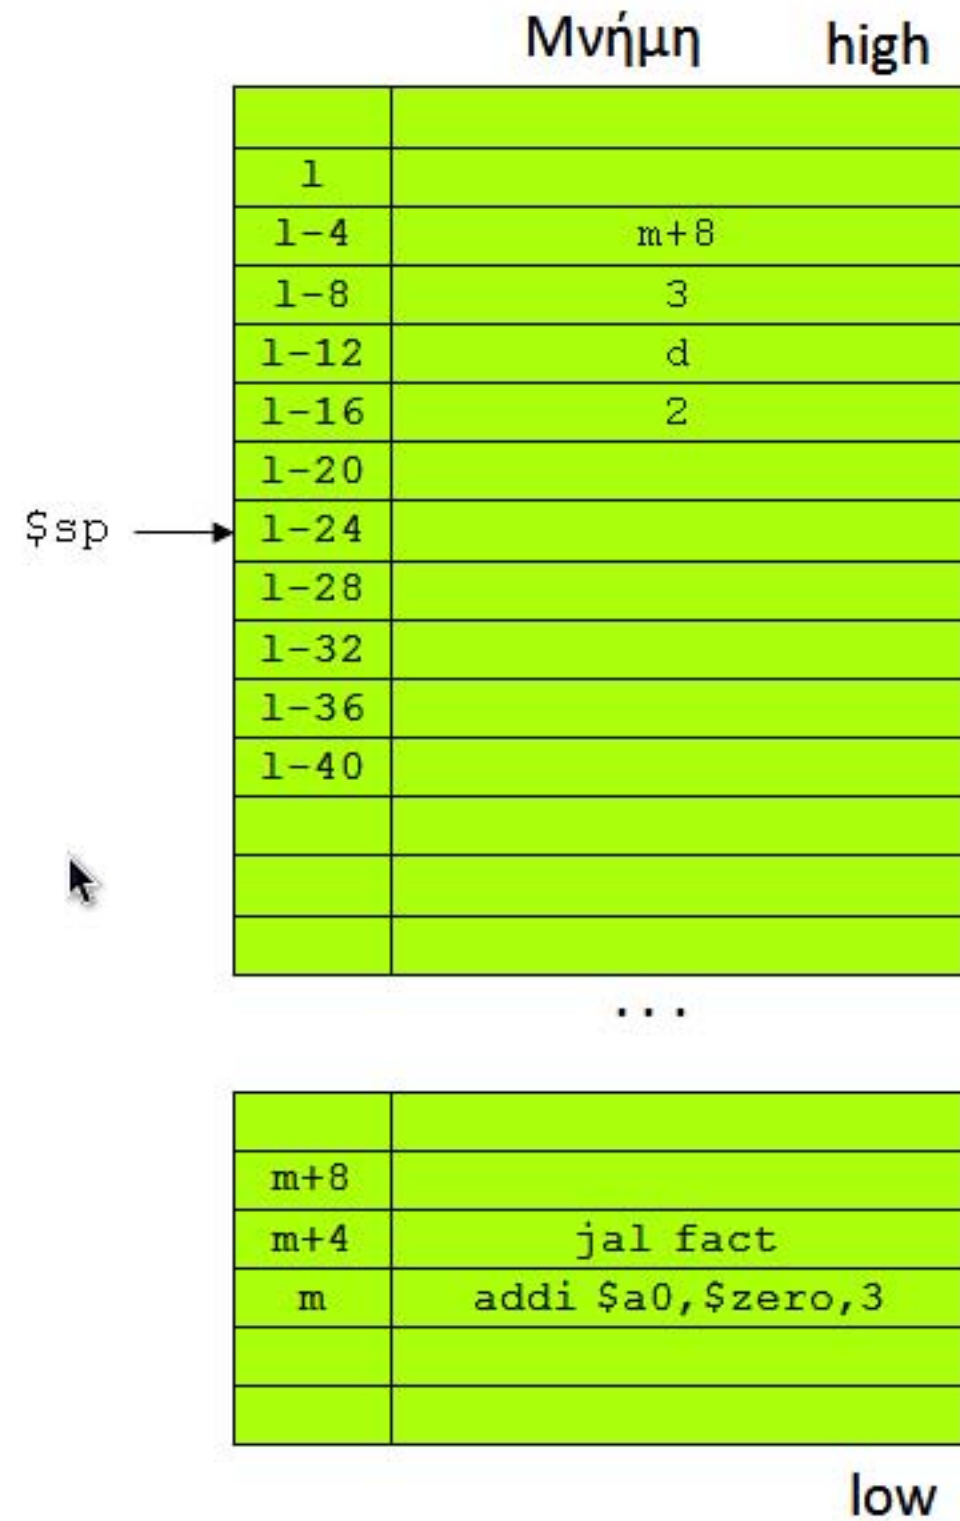 Μνήμη high
l
l-4 m+8
l-8 3
l-12 d
l-16 2
l-20
$sp l-24
l-28
l-32
l-36
l-40
...
m+8
m+4 jal fact
m addi $a0,$zero,3
low